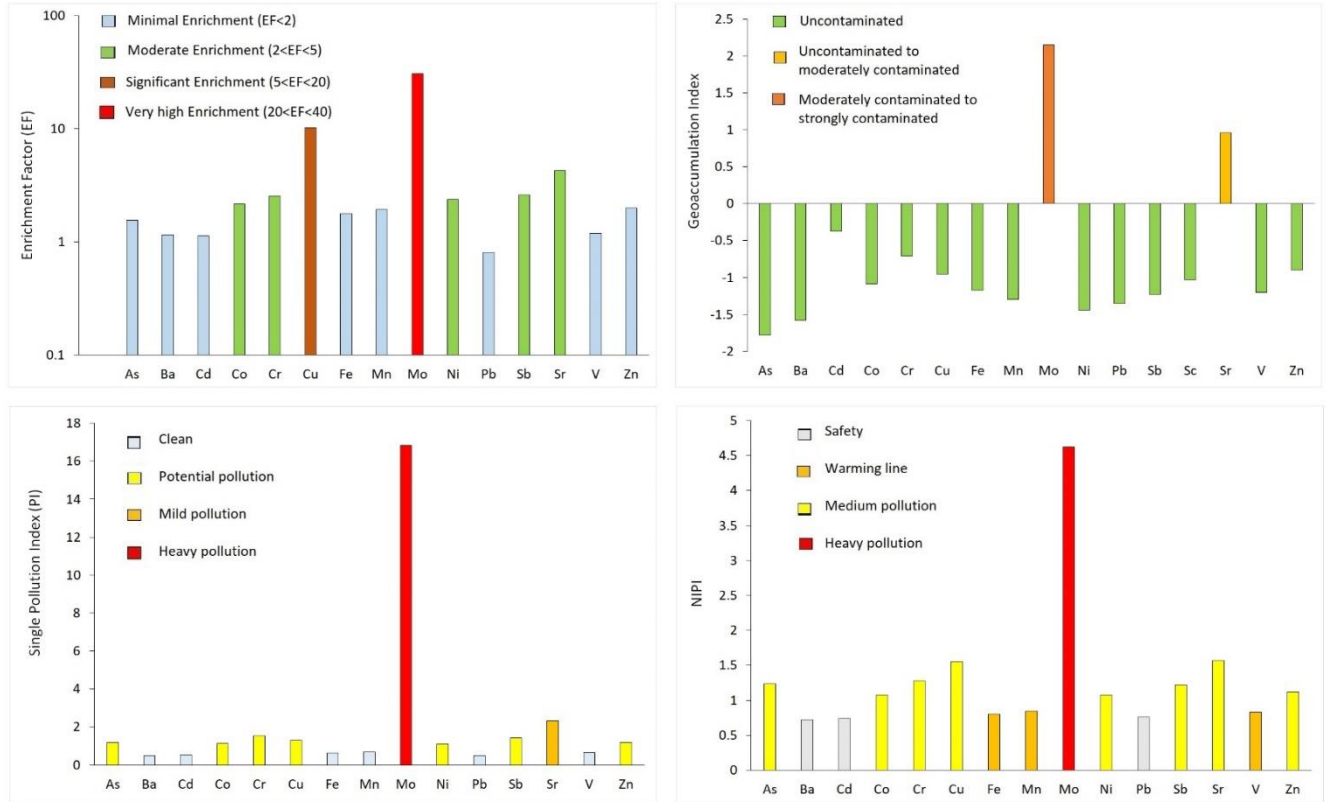 Enrichment Factor (EF)
100
10
1
0.1
Minimal Enrichment (EF<2)
Moderate Enrichment (2<EF<5)
Significant Enrichment (5<EF<20)
Very high Enrichment (20<EF<40)
As Ba Cd Co Cr Cu Fe Mn Mo Ni Pb Sb Sr V Zn
Geoaccumulation Index
2.5
2
1.5
1
0.5
0
-0.5
-1
-1.5
-2
Uncontaminated
Uncontaminated to
moderately contaminated
Moderately contaminated to
strongly contaminated
As Ba Cd Co Cr Cu Fe Mn Mo Ni Pb Sb Sc Sr V Zn
Single Pollution Index (PI)
18
16
14
12
10
8
6
4
2
0
Clean
Potential pollution
Mild pollution
Heavy pollution
As Ba Cd Co Cr Cu Fe Mn Mo Ni Pb Sb Sr V Zn
NIPI
5
4.5
4
3.5
3
2.5
2
1.5
1
0.5
0
Safety
Warming line
Medium pollution
Heavy pollution
As Ba Cd Co Cr Cu Fe Mn Mo Ni Pb Sb Sr V Zn